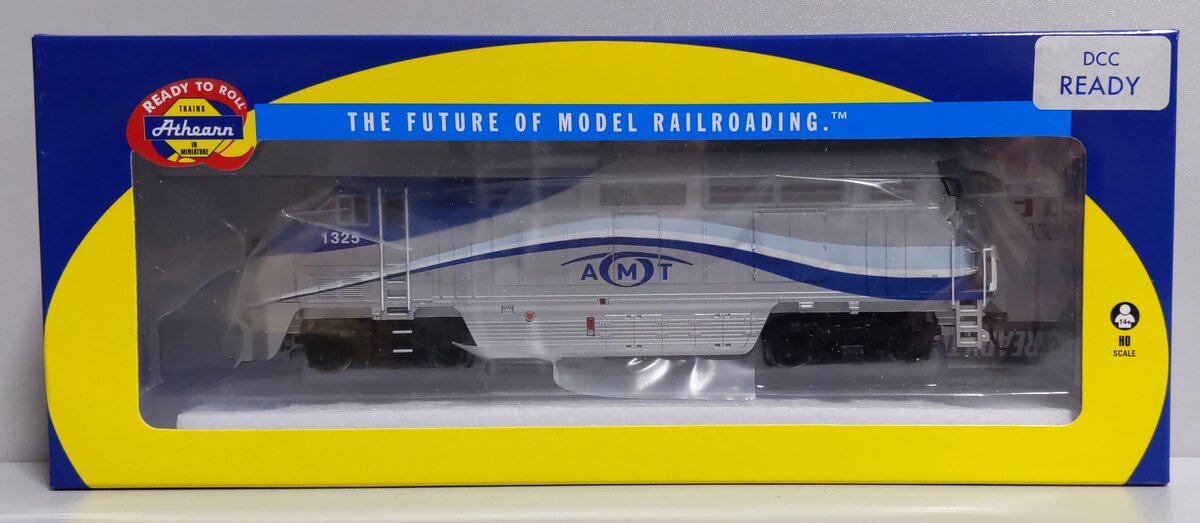 DCC
READY
READY TO ROLL
TRAINS
Athearn
IN
MINIATURE
THE FUTURE OF MODEL RAILROADING.™
1325
AMT
14+
HO
SCALE